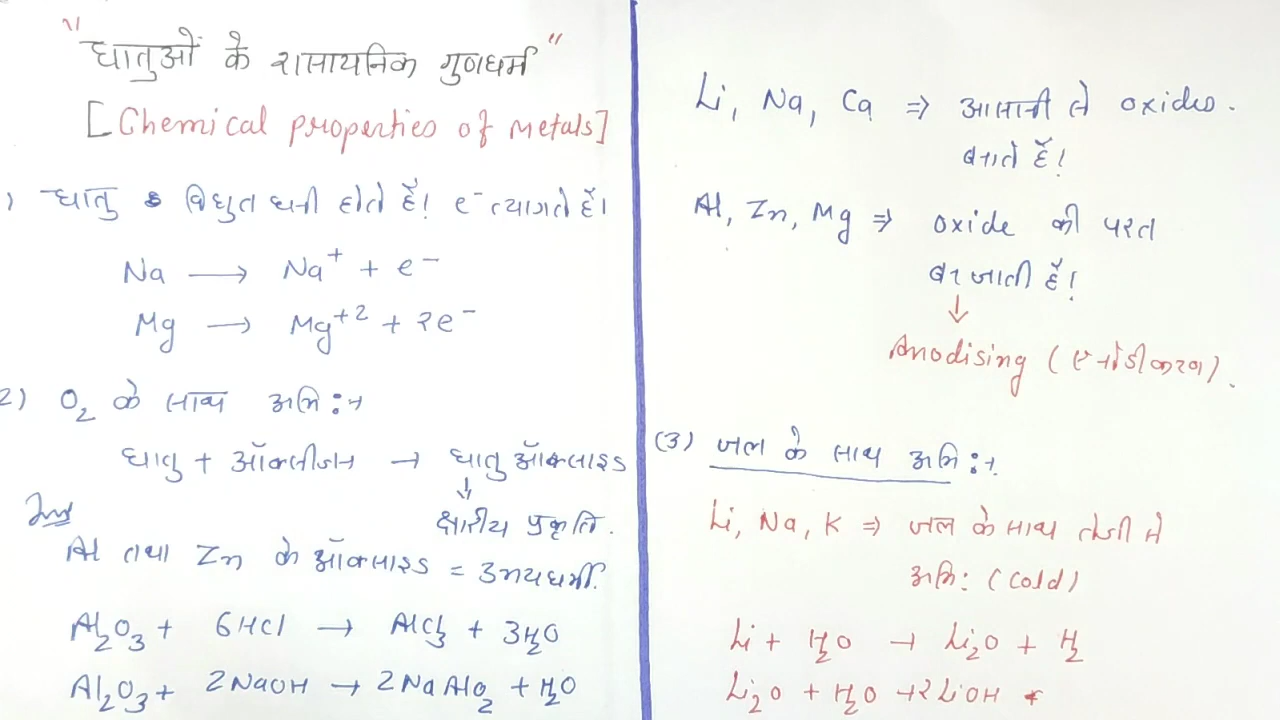 "धातुओं के रासायनिक गुणधर्म"
[Chemical properties of Metals]
1) धातु विद्युत धनी होते हैं! e⁻ त्यागते हैं।
Na → Na⁺ + e⁻
Mg → Mg⁺² + 2e⁻
2) O₂ के साथ अभि:न
धातु + ऑक्सीजन → धातु ऑक्साइड
↓
क्षारीय प्रकृति.
Imp
Al तथा Zn के ऑक्साइड = उभयधर्मी.
Al₂O₃ + 6HCl → AlCl₃ + 3H₂O
Al₂O₃ + 2NaOH → 2NaAlO₂ + H₂O
Li, Na, Ca ⇒ आसानी से oxides.
बनाते हैं!
Al, Zn, Mg ⇒ oxide की परत
बन जाती हैं!
↓
Anodising (एनोडीकरण).
(3) जल के साथ अभि:न.
Li, Na, K ⇒ जल के साथ तेजी से
अभि: (Cold)
Li + H₂O → Li₂O + H₂
Li₂O + H₂O → 2LiOH